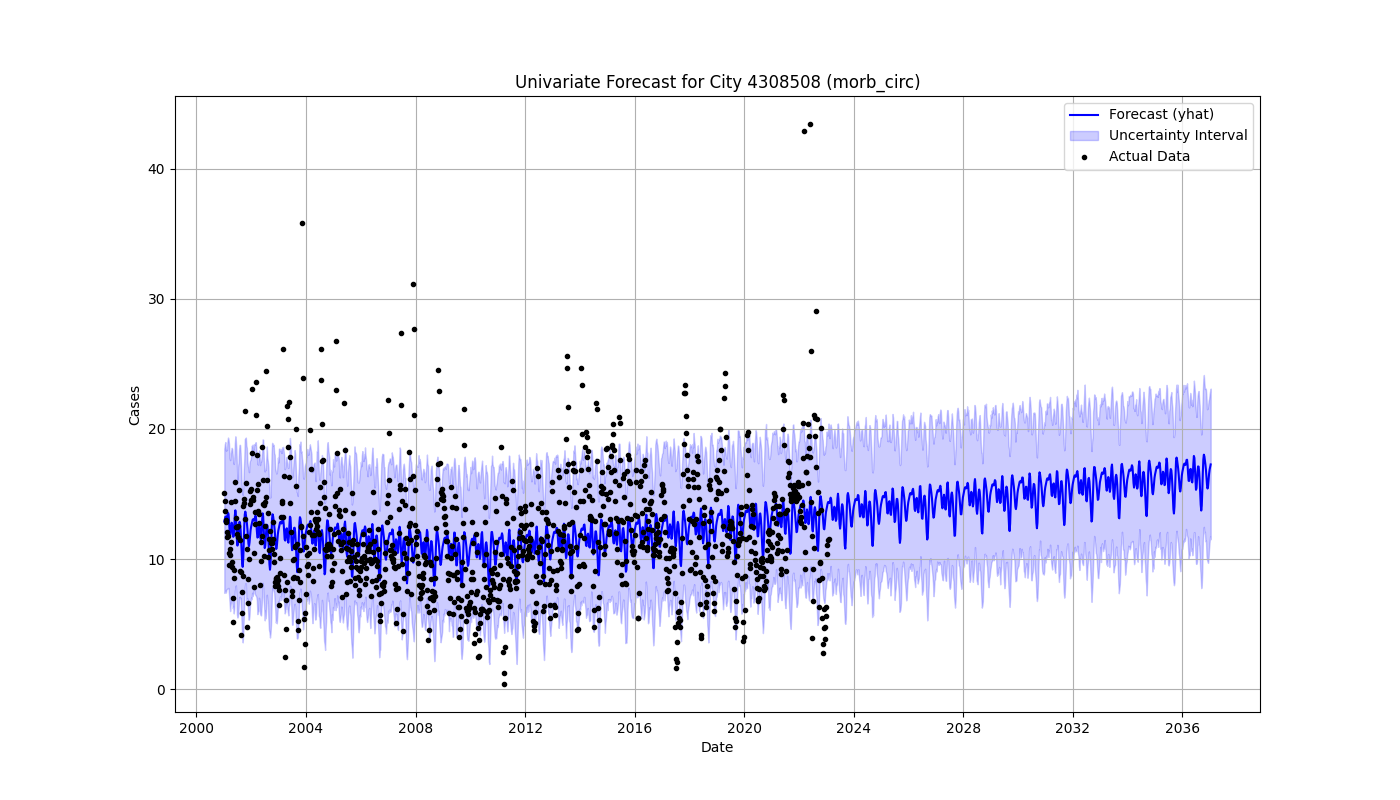 Univariate Forecast for City 4308508 (morb_circ)
Forecast (yhat)
Uncertainty Interval
Actual Data
Cases
40
30
20
10
0
2000 2004 2008 2012 2016 2020 2024 2028 2032 2036
Date